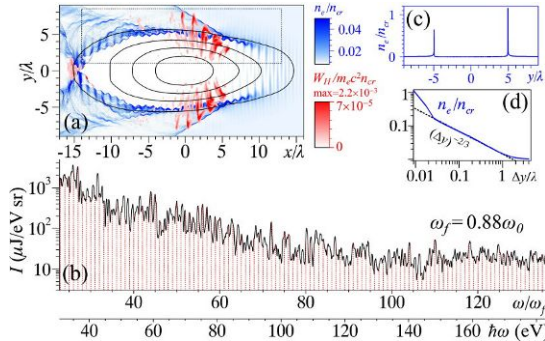 n_e/n_cr
0.04
0.02
W_H/m_ec²n_cr
max=2.2×10⁻³
7×10⁻⁵
0
y/λ
5
0
-5
(a)
-15 -10 -5 0 5 10 x/λ
(c)
n_e/n_cr
1
0
-5 0 5 y/λ
(d)
n_e/n_cr
1
0.1
(Δy)⁻²/³
0.01 0.1 1 Δy/λ
I (μJ/eV sr)
10³
100
10
(b)
ω_f=0.88ω_0
40 60 80 100 120 ω/ω_f
40 60 80 100 120 140 160 ħω (eV)